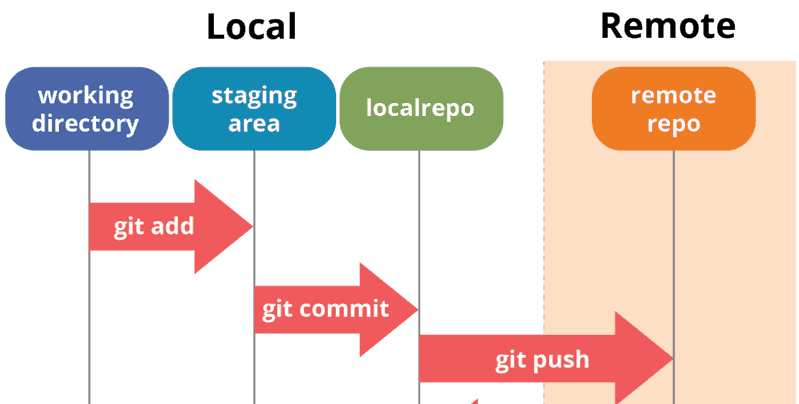 Local
Remote
working
directory
staging
area
localrepo
remote
repo
git add
git commit
git push